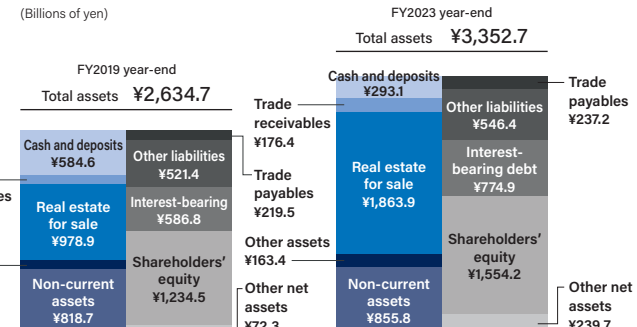 (Billions of yen)
FY2019 year-end
Total assets ¥2,634.7
Cash and deposits
¥584.6
Real estate
for sale
¥978.9
Non-current
assets
¥818.7
Other liabilities
¥521.4
Interest-bearing
¥586.8
Shareholders'
equity
¥1,234.5
Trade
payables
¥219.5
Other net
assets
¥72.3
FY2023 year-end
Total assets ¥3,352.7
Cash and deposits
¥293.1
Trade
receivables
¥176.4
Real estate
for sale
¥1,863.9
Other assets
¥163.4
Non-current
assets
¥855.8
Trade
payables
¥237.2
Other liabilities
¥546.4
Interest-
bearing debt
¥774.9
Shareholders'
equity
¥1,554.2
Other net
assets
¥239.7